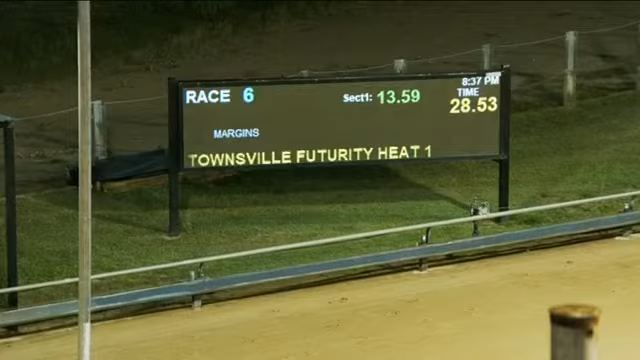 8:37 PM
RACE 6 Sect1: 13.59 TIME
28.53
MARGINS
TOWNSVILLE FUTURITY HEAT 1